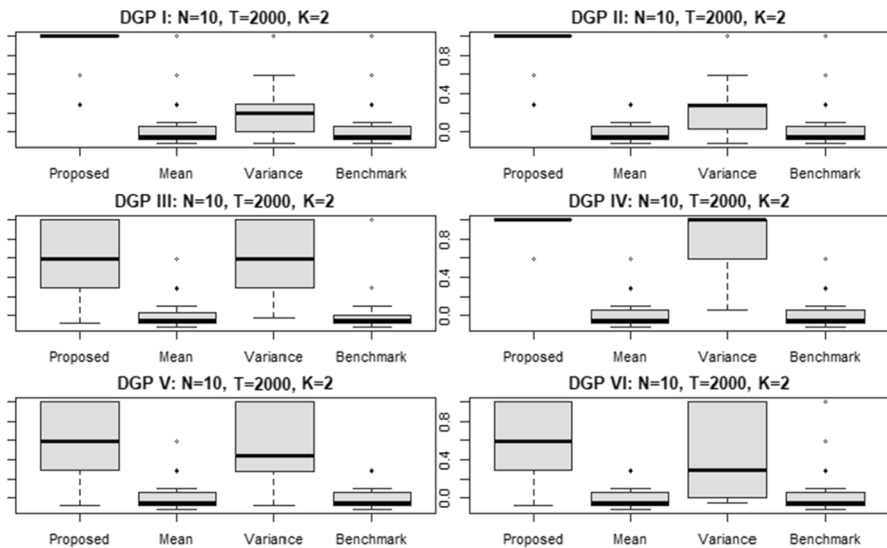 DGP I: N=10, T=2000, K=2
DGP II: N=10, T=2000, K=2
0.0 0.4 0.8
Proposed Mean Variance Benchmark
Proposed Mean Variance Benchmark
DGP III: N=10, T=2000, K=2
DGP IV: N=10, T=2000, K=2
0.0 0.4 0.8
Proposed Mean Variance Benchmark
Proposed Mean Variance Benchmark
DGP V: N=10, T=2000, K=2
DGP VI: N=10, T=2000, K=2
0.0 0.4 0.8
Proposed Mean Variance Benchmark
Proposed Mean Variance Benchmark